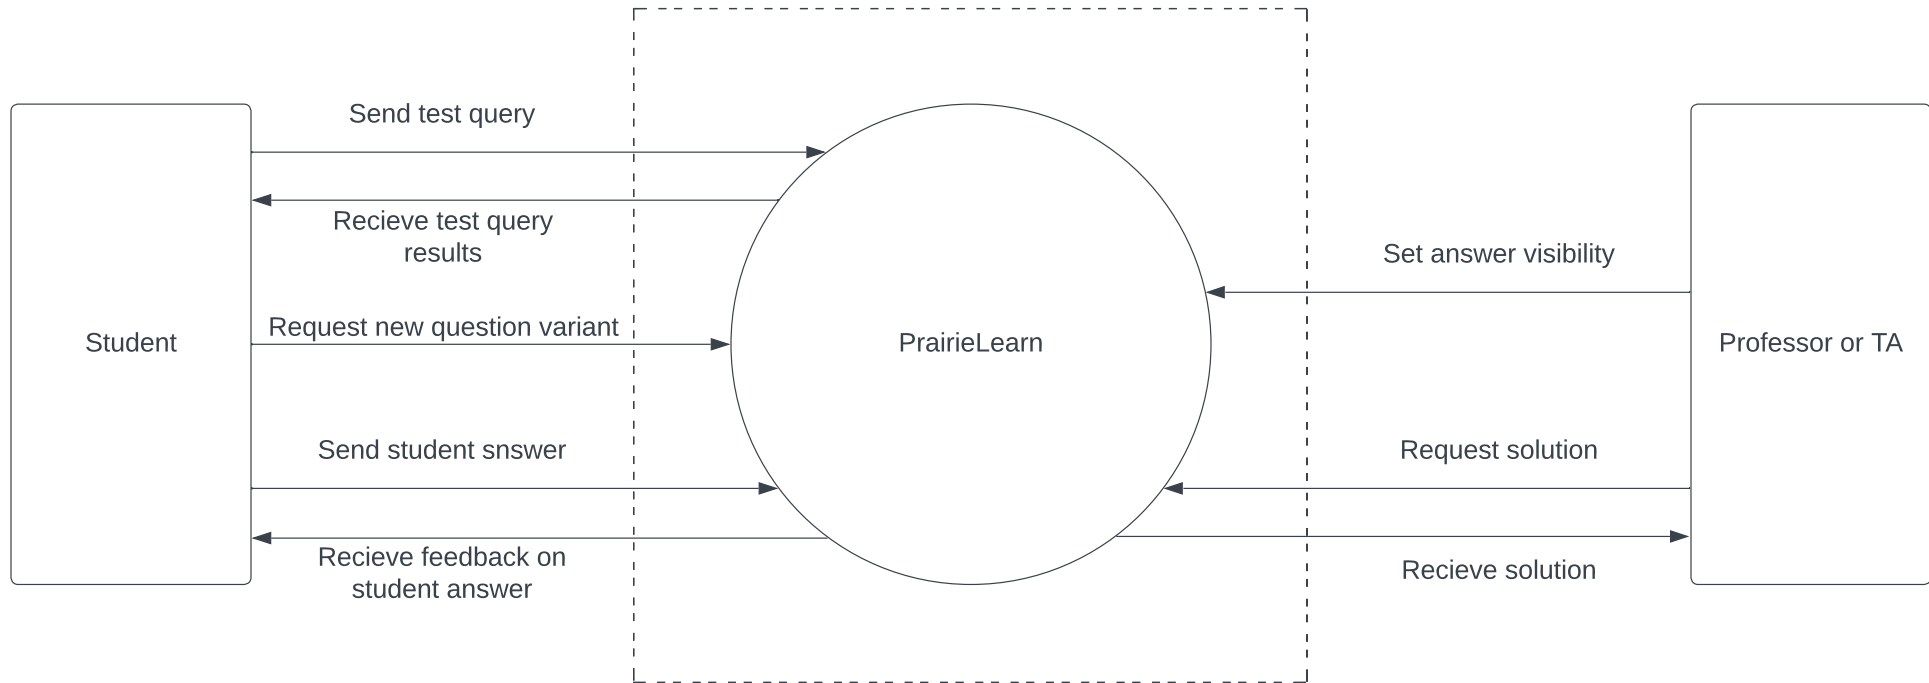 Send test query
Recieve test query
results
Set answer visibility
Request new question variant
Student
PrairieLearn
Professor or TA
Send student snswer
Request solution
Recieve feedback on
student answer
Recieve solution